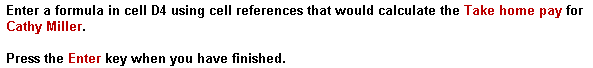 Enter a formula in cell D4 using cell references that would calculate the Take home pay for
Cathy Miller.
Press the Enter key when you have finished.